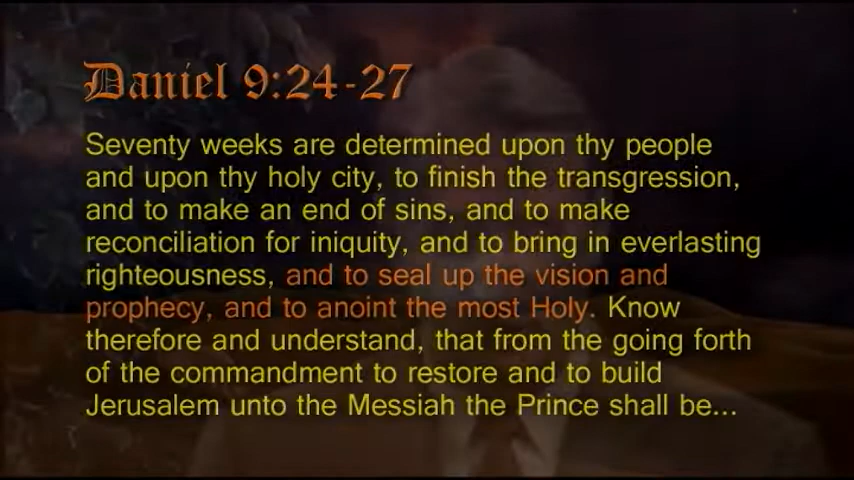 Daniel 9:24-27
Seventy weeks are determined upon thy people
and upon thy holy city, to finish the transgression,
and to make an end of sins, and to make
reconciliation for iniquity, and to bring in everlasting
righteousness, and to seal up the vision and
prophecy, and to anoint the most Holy. Know
therefore and understand, that from the going forth
of the commandment to restore and to build
Jerusalem unto the Messiah the Prince shall be...